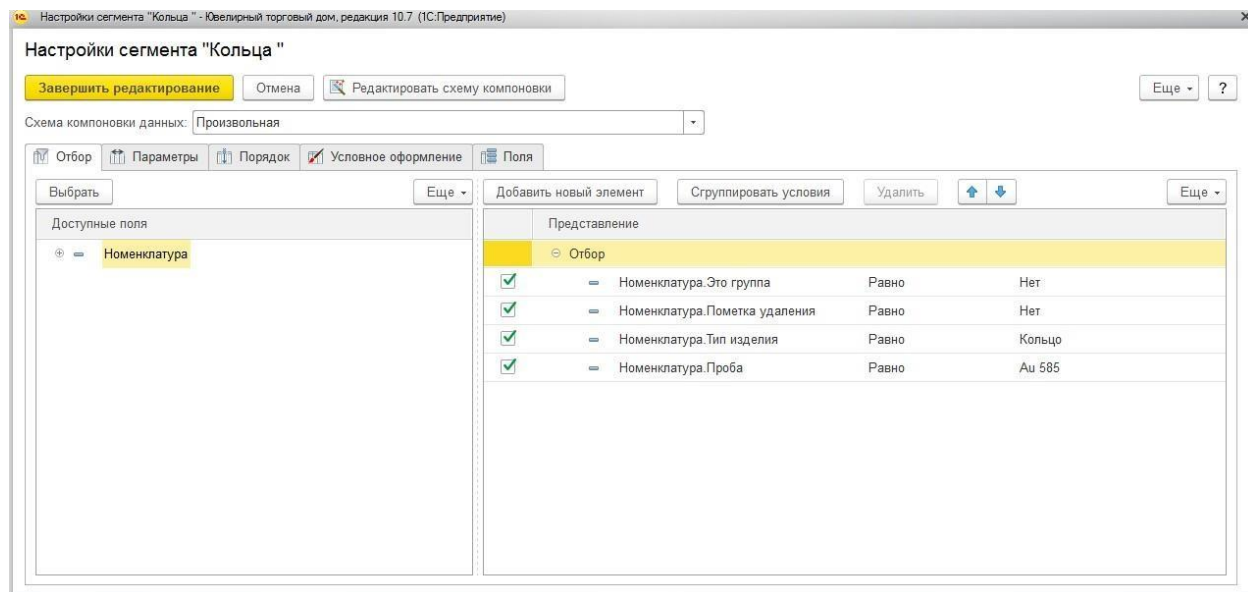 Настройки сегмента "Кольца " - Ювелирный торговый дом, редакция 10.7 (1С:Предприятие)
Настройки сегмента "Кольца "
Завершить редактирование Отмена Редактировать схему компоновки Еще ?
Схема компоновки данных: Произвольная
Отбор Параметры Порядок Условное оформление Поля
Выбрать Еще Добавить новый элемент Сгруппировать условия Удалить Еще
Доступные поля Представление
Номенклатура Отбор
Номенклатура.Это группа Равно Нет
Номенклатура.Пометка удаления Равно Нет
Номенклатура.Тип изделия Равно Кольцо
Номенклатура.Проба Равно Au 585